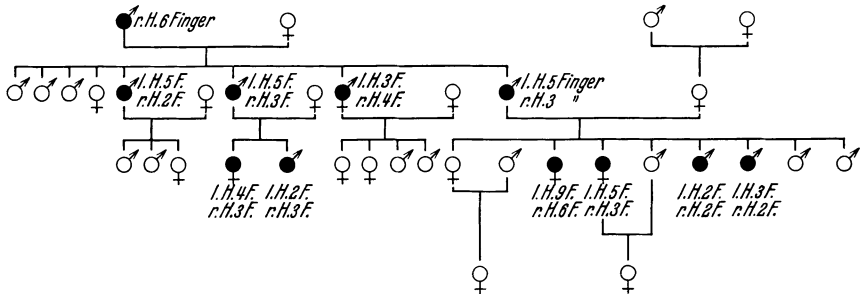 r.H.6 Finger
l.H.5 F.
r.H.2 F.
l.H.5 F.
r.H.3 F.
l.H.3 F.
r.H.4 F.
l.H.5 Finger
r.H.3 "
l.H.4 F.
r.H.3 F.
l.H.2 F.
r.H.3 F.
l.H.9 F.
r.H.6 F.
l.H.5 F.
r.H.3 F.
l.H.2 F.
r.H.2 F.
l.H.3 F.
r.H.2 F.